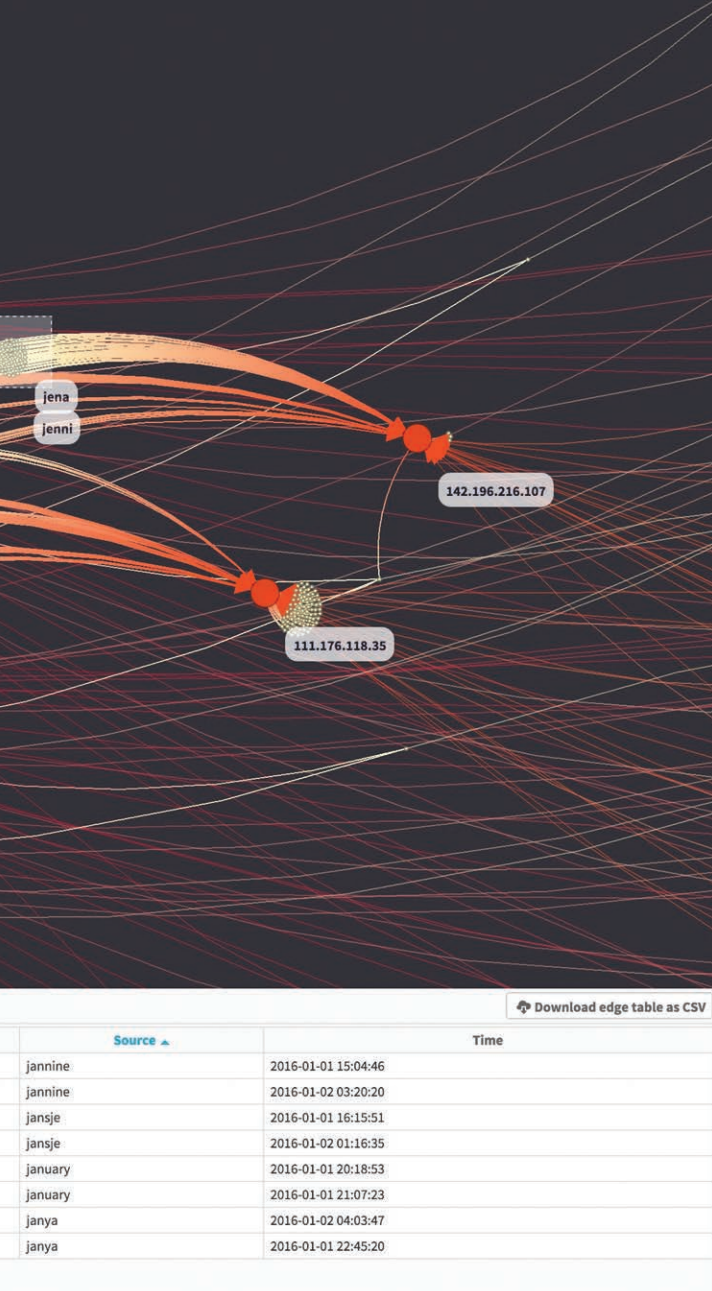 jena
jenni
142.196.216.107
111.176.118.35
Download edge table as CSV
Source Time
jannine 2016-01-01 15:04:46
jannine 2016-01-02 03:20:20
jansje 2016-01-01 16:15:51
jansje 2016-01-02 01:16:35
january 2016-01-01 20:18:53
january 2016-01-01 21:07:23
janya 2016-01-02 04:03:47
janya 2016-01-01 22:45:20